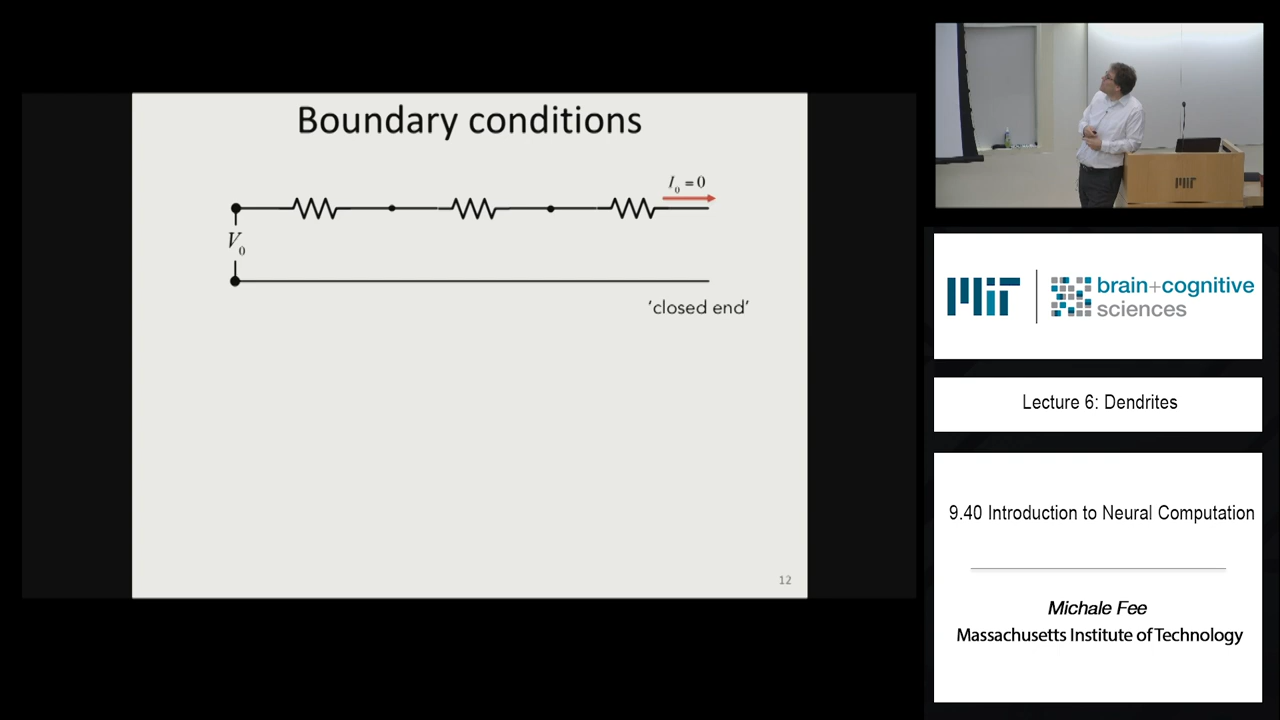 Boundary conditions
I₀ = 0
V₀
'closed end'
12
MIT
MIT
brain+cognitive
sciences
Lecture 6: Dendrites
9.40 Introduction to Neural Computation
Michale Fee
Massachusetts Institute of Technology